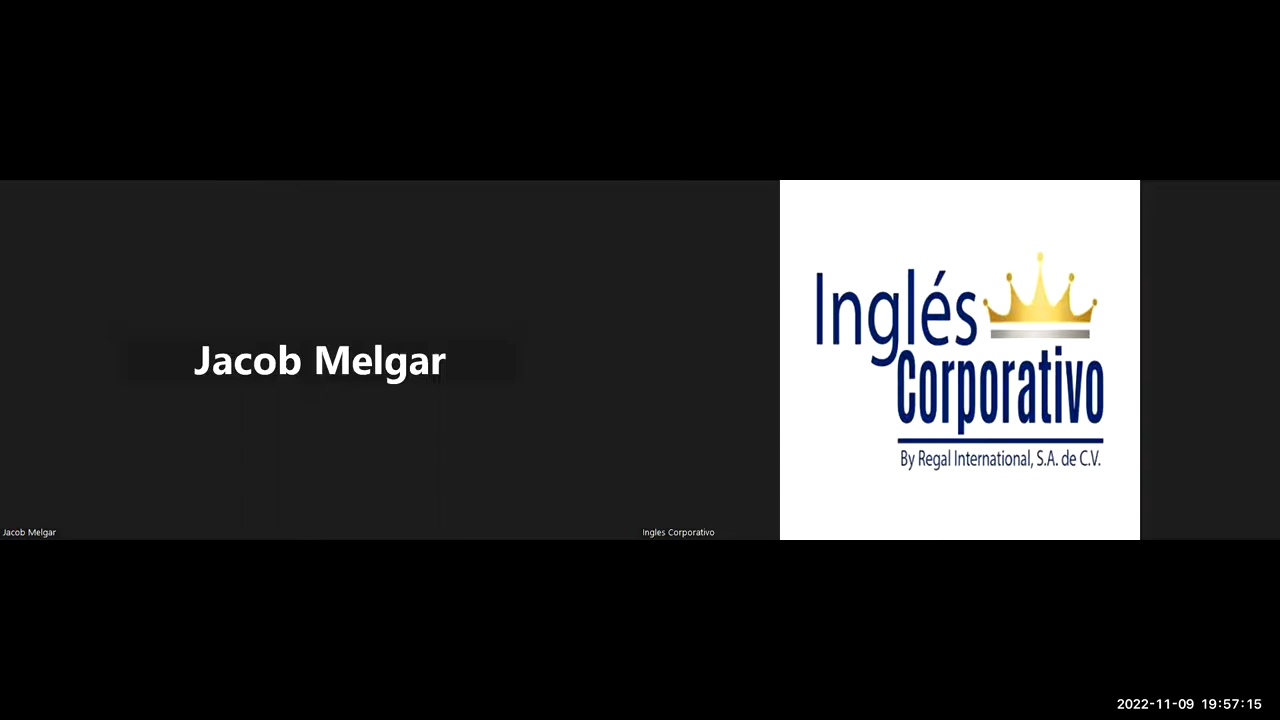 Jacob Melgar
Inglés
Corporativo
By Regal International, S.A. de C.V.
Jacob Melgar
Ingles Corporativo
2022-11-09 19:57:15